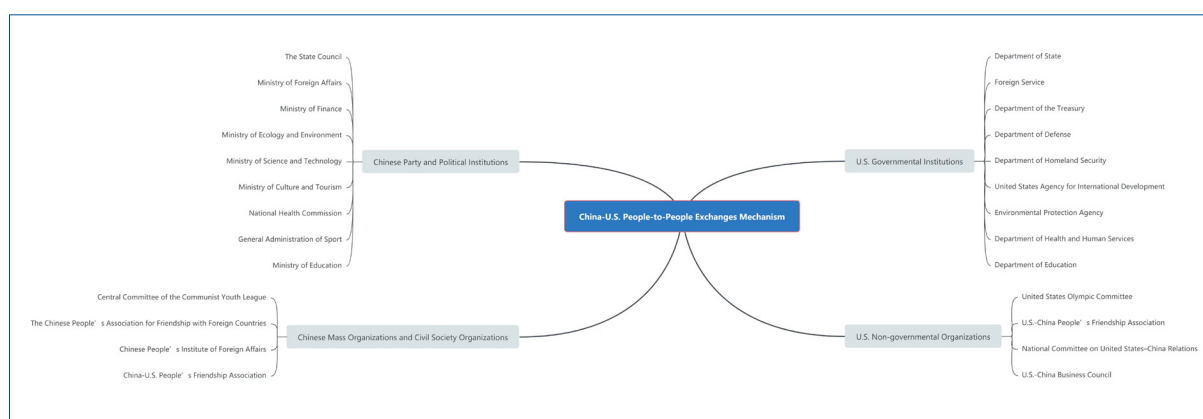 China-U.S. People-to-People Exchanges Mechanism
Chinese Party and Political Institutions
The State Council
Ministry of Foreign Affairs
Ministry of Finance
Ministry of Ecology and Environment
Ministry of Science and Technology
Ministry of Culture and Tourism
National Health Commission
General Administration of Sport
Ministry of Education
Chinese Mass Organizations and Civil Society Organizations
Central Committee of the Communist Youth League
The Chinese People’s Association for Friendship with Foreign Countries
Chinese People’s Institute of Foreign Affairs
China-U.S. People’s Friendship Association
U.S. Governmental Institutions
Department of State
Foreign Service
Department of the Treasury
Department of Defense
Department of Homeland Security
United States Agency for International Development
Environmental Protection Agency
Department of Health and Human Services
Department of Education
U.S. Non-governmental Organizations
United States Olympic Committee
U.S.-China People’s Friendship Association
National Committee on United States–China Relations
U.S.-China Business Council